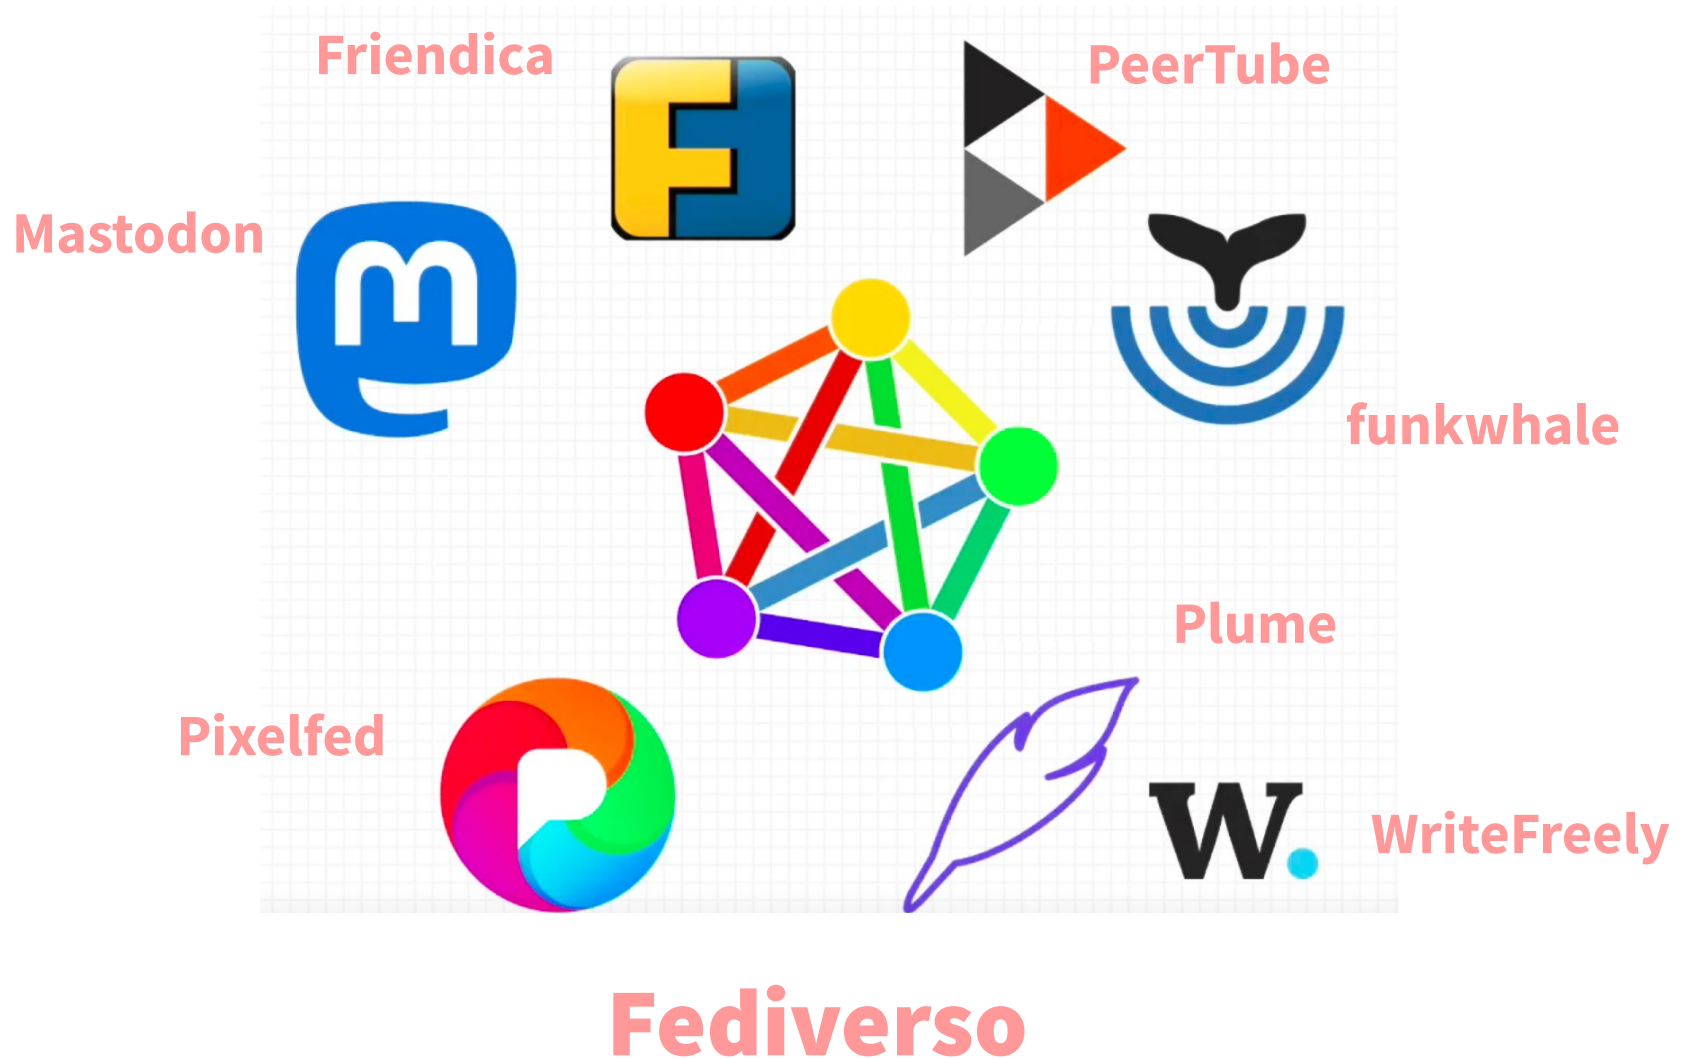 Friendica
PeerTube
Mastodon
funkwhale
Plume
Pixelfed
W.
WriteFreely
Fediverso